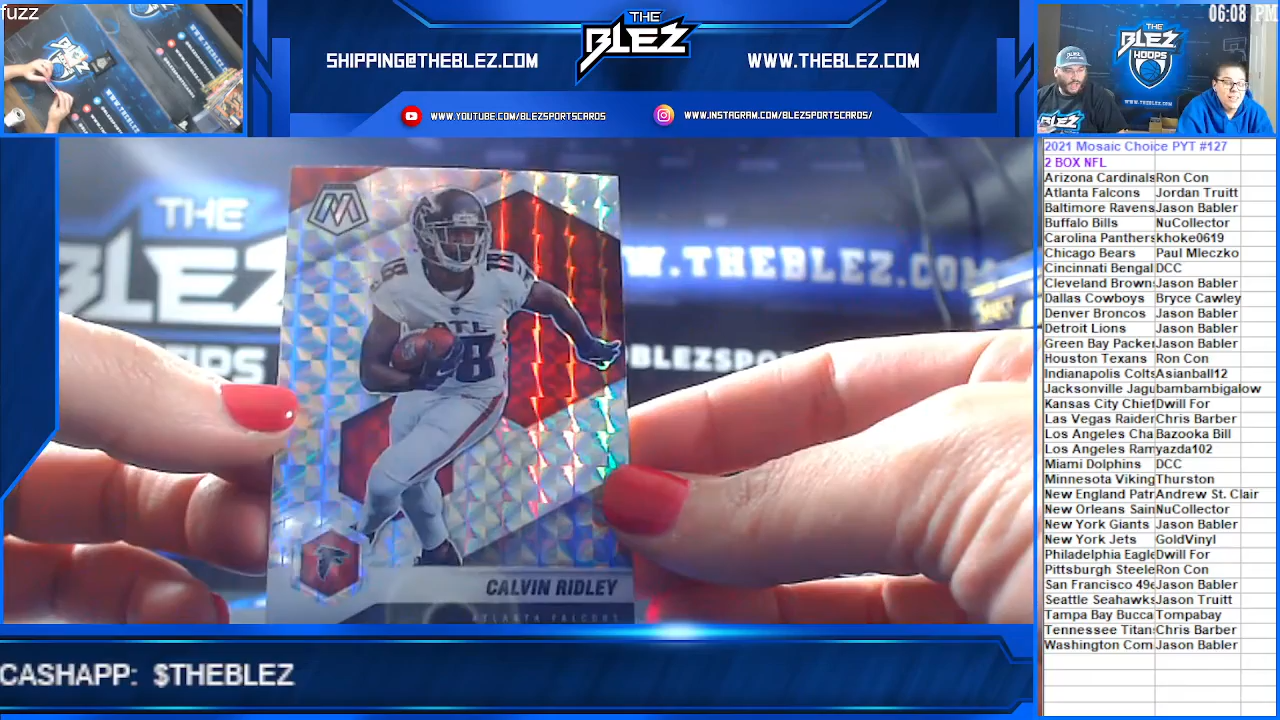 fuzz
THE
BLEZ
SHIPPING@THEBLEZ.COM
WWW.THEBLEZ.COM
WWW.YOUTUBE.COM/BLEZSPORTSCARDS
WWW.INSTAGRAM.COM/BLEZSPORTSCARDS/
06:08 PM
THE
BLEZ
HOOPS
WWW.THEBLEZ.COM
2021 Mosaic Choice PYT #127
2 BOX NFL
Arizona Cardinals Ron Con
Atlanta Falcons Jordan Truitt
Baltimore Ravens Jason Babler
Buffalo Bills NuCollector
Carolina Panthers khoke0619
Chicago Bears Paul Mleczko
Cincinnati Bengal DCC
Cleveland Brown Jason Babler
Dallas Cowboys Bryce Cawley
Denver Broncos Jason Babler
Detroit Lions Jason Babler
Green Bay Packe Jason Babler
Houston Texans Ron Con
Indianapolis Colts Asianball12
Jacksonville Jagu bambambigalow
Kansas City Chief Dwill For
Las Vegas Raider Chris Barber
Los Angeles Cha Bazooka Bill
Los Angeles Ram yazda102
Miami Dolphins DCC
Minnesota Viking Thurston
New England Patr Andrew St. Clair
New Orleans Sain NuCollector
New York Giants Jason Babler
New York Jets GoldVinyl
Philadelphia Eagle Dwill For
Pittsburgh Steele Ron Con
San Francisco 49e Jason Babler
Seattle Seahawks Jason Truitt
Tampa Bay Bucca Tompabay
Tennessee Titan Chris Barber
Washington Com Jason Babler
THE
BLEZ
OOPS
W.THEBLEZ.COM
BLEZSPO
M
ATL
18
CALVIN RIDLEY
ATLANTA FALCONS
CASHAPP: $THEBLEZ